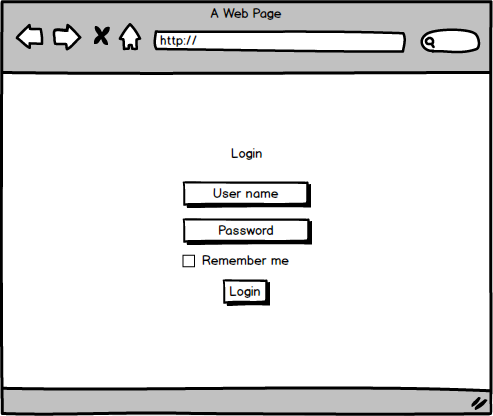 A Web Page
http://
Login
User name
Password
Remember me
Login